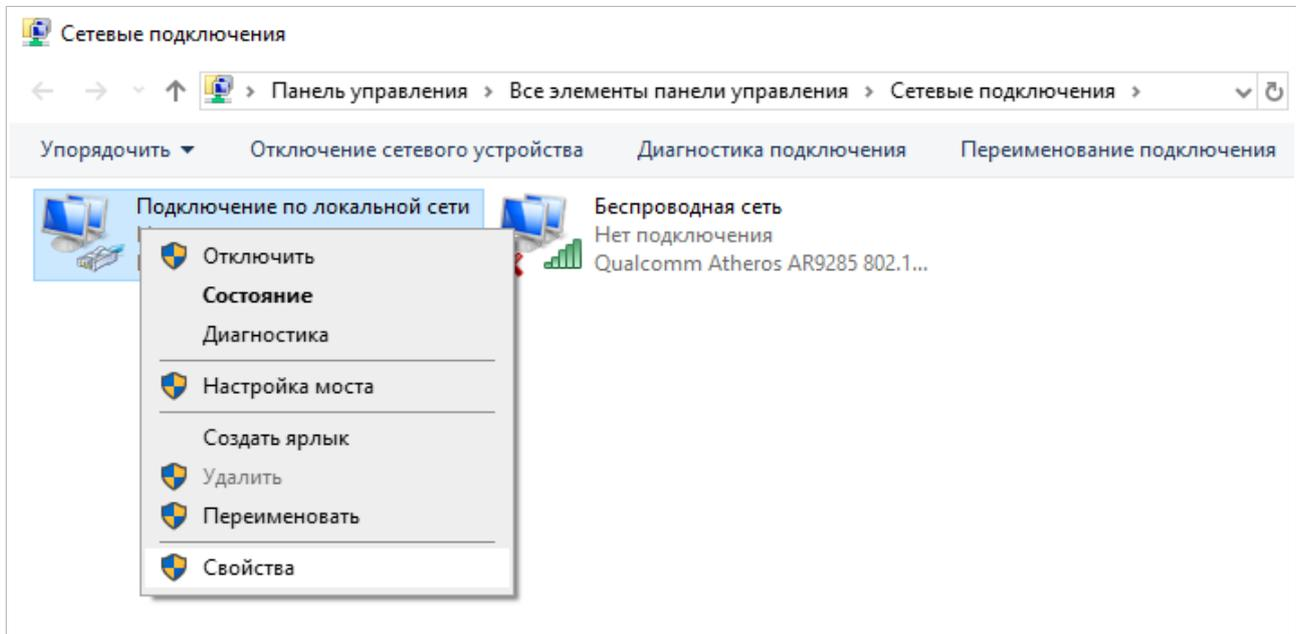 Сетевые подключения
Панель управления > Все элементы панели управления > Сетевые подключения >
Упорядочить Отключение сетевого устройства Диагностика подключения Переименование подключения
Подключение по локальной сети
Беспроводная сеть
Нет подключения
Qualcomm Atheros AR9285 802.1...
Отключить
Состояние
Диагностика
Настройка моста
Создать ярлык
Удалить
Переименовать
Свойства